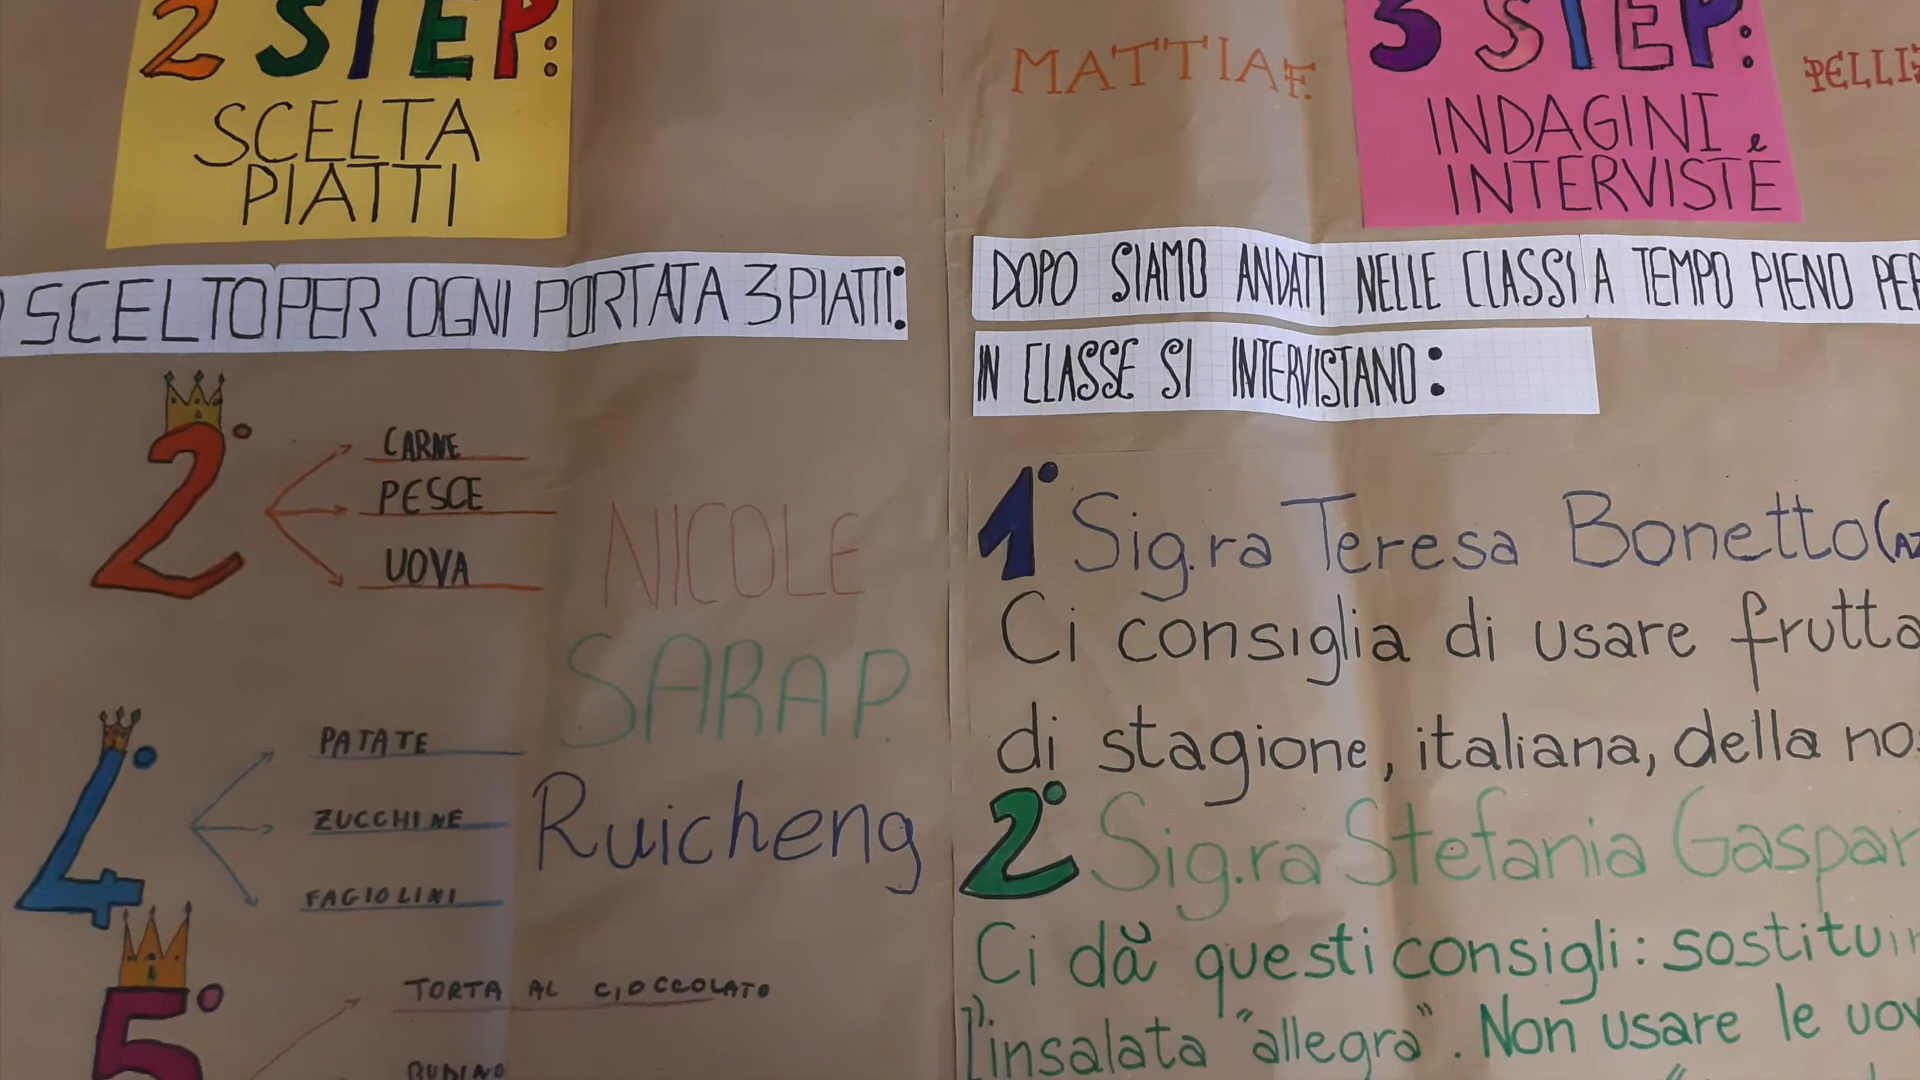 2 STEP:
SCELTA
PIATTI
SCELTO PER OGNI PORTATA 3 PIATTI:
2°
CARNE
PESCE
UOVA
NICOLE
SARA P.
4°
PATATE
ZUCCHINE
FAGIOLINI
Ruicheng
5°
TORTA AL CIOCCOLATO
BUDINO
MATTIA F.
3 STEP:
INDAGINI e
INTERVISTE
DOPO SIAMO ANDATI NELLE CLASSI A TEMPO PIENO PER
IN CLASSE SI INTERVISTANO:
1° Sig.ra Teresa Bonetto
Ci consiglia di usare frutta
di stagione, italiana, della
2° Sig.ra Stefania
Ci dă questi consigli:
l'insalata "allegra". Non usare le